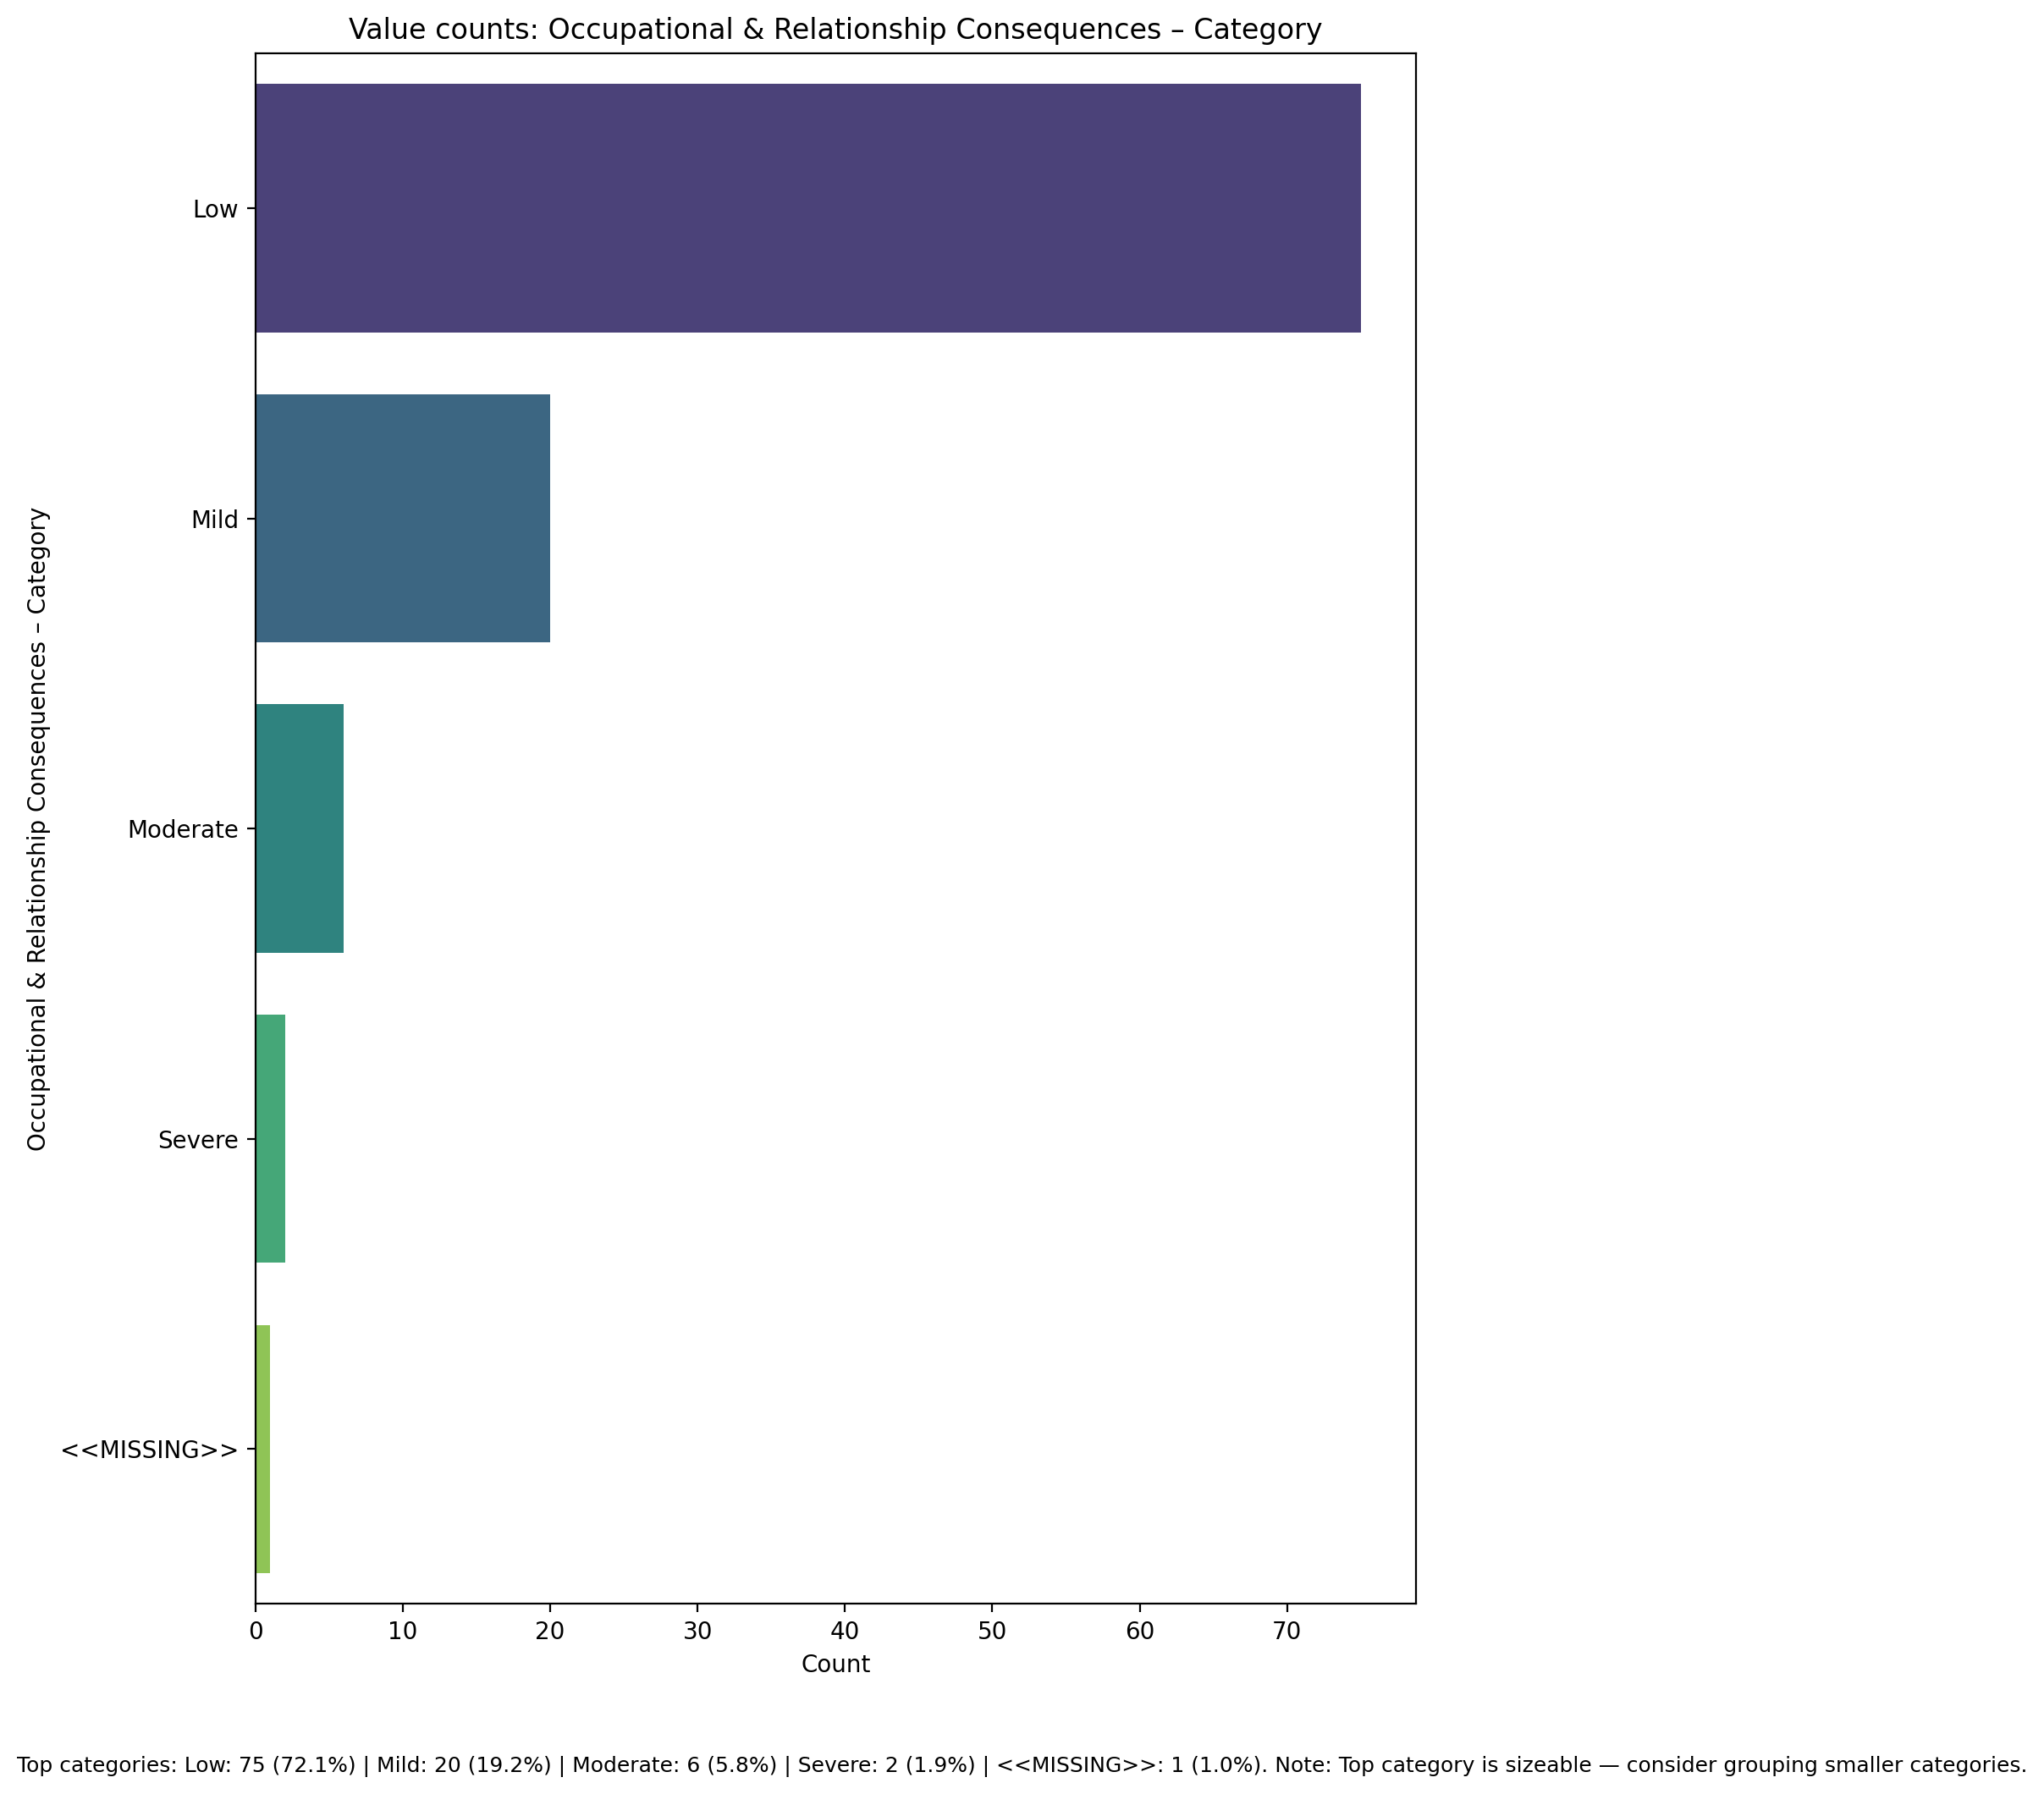 Value counts: Occupational & Relationship Consequences – Category
Occupational & Relationship Consequences – Category
Low
Mild
Moderate
Severe
<<MISSING>>
0 10 20 30 40 50 60 70
Count
Top categories: Low: 75 (72.1%) | Mild: 20 (19.2%) | Moderate: 6 (5.8%) | Severe: 2 (1.9%) | <<MISSING>>: 1 (1.0%). Note: Top category is sizeable — consider grouping smaller categories.